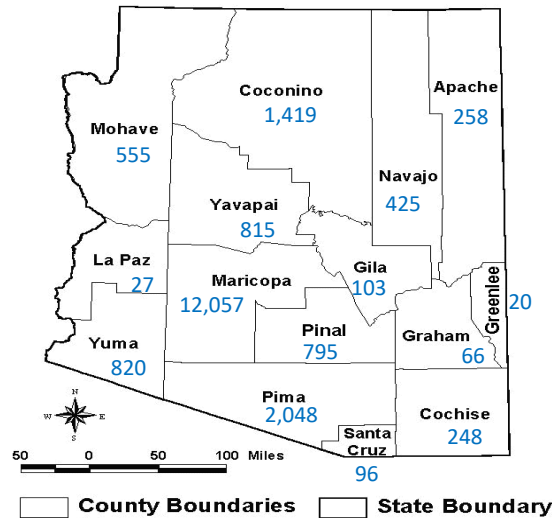 Coconino
1,419
Apache
258
Mohave
555
Navajo
425
Yavapai
815
La Paz
27
Maricopa
12,057
Gila
103
Greenlee
20
Graham
66
Yuma
820
Pinal
795
Pima
2,048
Cochise
248
Santa
Cruz
96
N
W E
S
50 0 50 100 Miles
County Boundaries State Boundary